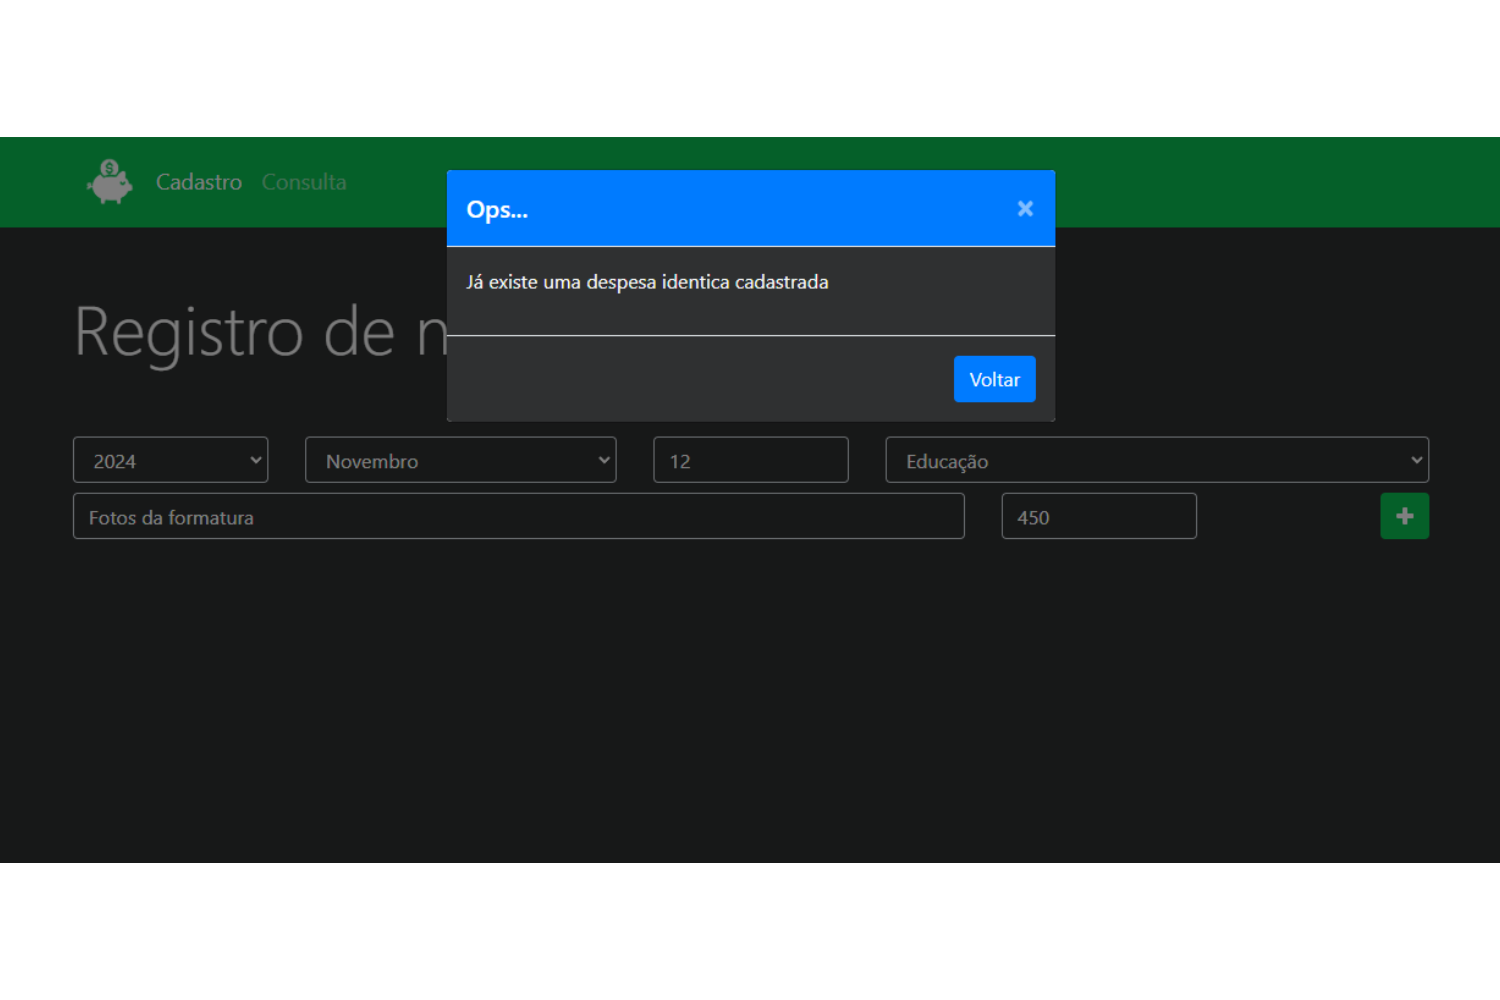 Cadastro Consulta
Ops...
×
Já existe uma despesa identica cadastrada
Voltar
Registro de
2024 Novembro 12 Educação
Fotos da formatura 450 +